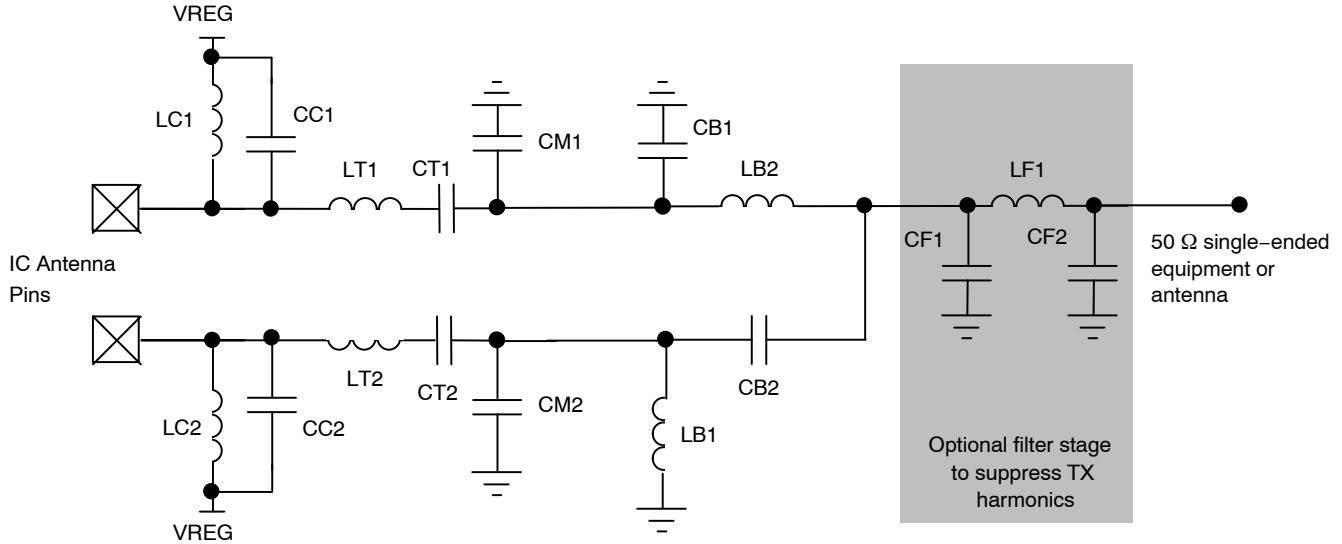 VREG
LC1
CC1
LT1
CT1
CM1
CB1
LB2
LF1
CF1
CF2
50 Ω single−ended
equipment or
antenna
IC Antenna
Pins
LT2
CT2
CB2
LC2
CC2
CM2
LB1
VREG
Optional filter stage
to suppress TX
harmonics